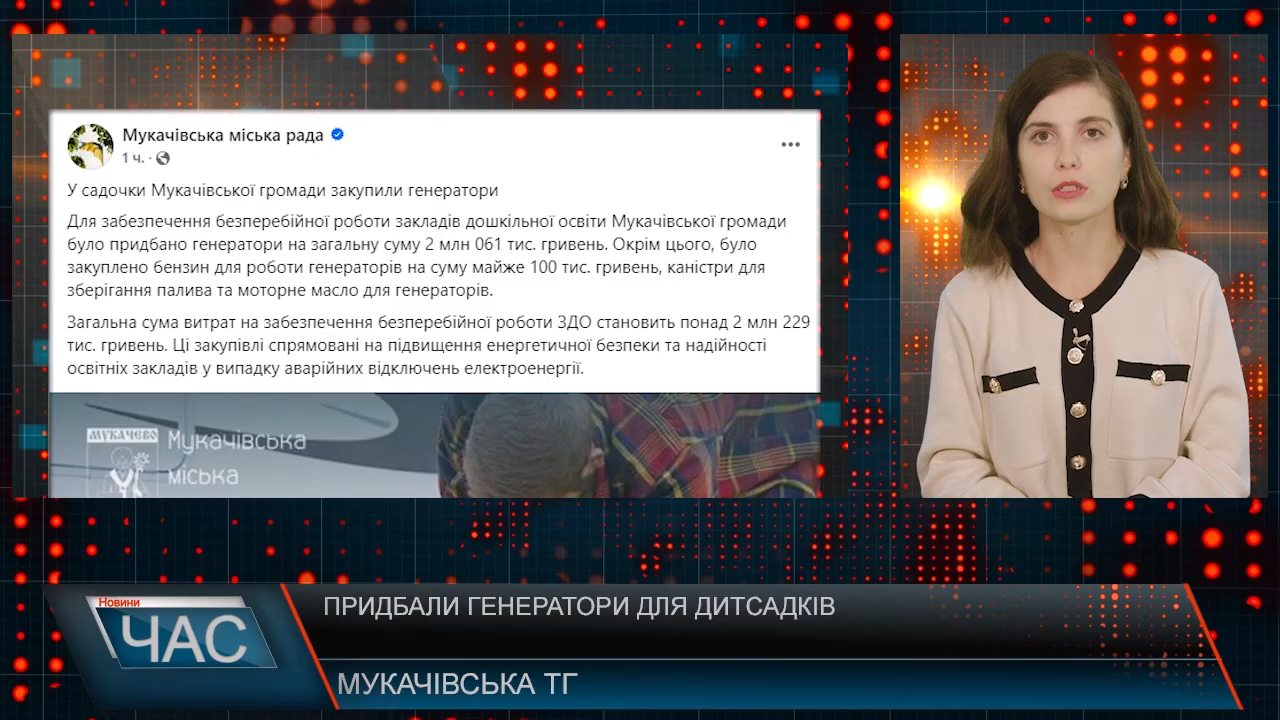 Мукачівська міська рада
1 ч. ·
У садочки Мукачівської громади закупили генератори
Для забезпечення безперебійної роботи закладів дошкільної освіти Мукачівської громади
було придбано генератори на загальну суму 2 млн 061 тис. гривень. Окрім цього, було
закуплено бензин для роботи генераторів на суму майже 100 тис. гривень, каністри для
зберігання палива та моторне масло для генераторів.
Загальна сума витрат на забезпечення безперебійної роботи ЗДО становить понад 2 млн 229
тис. гривень. Ці закупівлі спрямовані на підвищення енергетичної безпеки та надійності
освітніх закладів у випадку аварійних відключень електроенергії.
МУКАЧЕВО
Мукачівська
міська
Новини
ЧАС
ПРИДБАЛИ ГЕНЕРАТОРИ ДЛЯ ДИТСАДКІВ
МУКАЧІВСЬКА ТГ